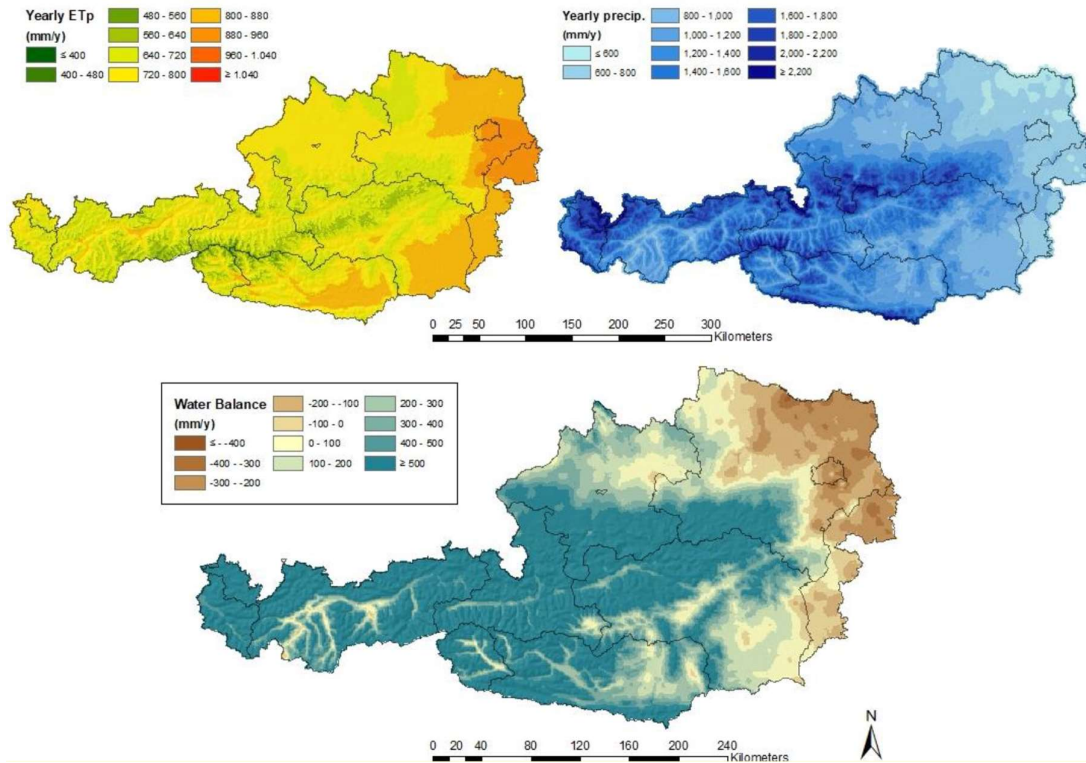 Yearly ETp
(mm/y)
≤ 400
400 - 480
480 - 560
560 - 640
640 - 720
720 - 800
800 - 880
880 - 960
960 - 1.040
≥ 1.040
Yearly precip.
(mm/y)
≤ 600
600 - 800
800 - 1,000
1,000 - 1,200
1,200 - 1,400
1,400 - 1,600
1,600 - 1,800
1,800 - 2,000
2,000 - 2,200
≥ 2,200
0 25 50 100 150 200 250 300
Kilometers
Water Balance
(mm/y)
≤ - -400
-400 - -300
-300 - -200
-200 - -100
-100 - 0
0 - 100
100 - 200
200 - 300
300 - 400
400 - 500
≥ 500
N
0 20 40 80 120 160 200 240
Kilometers